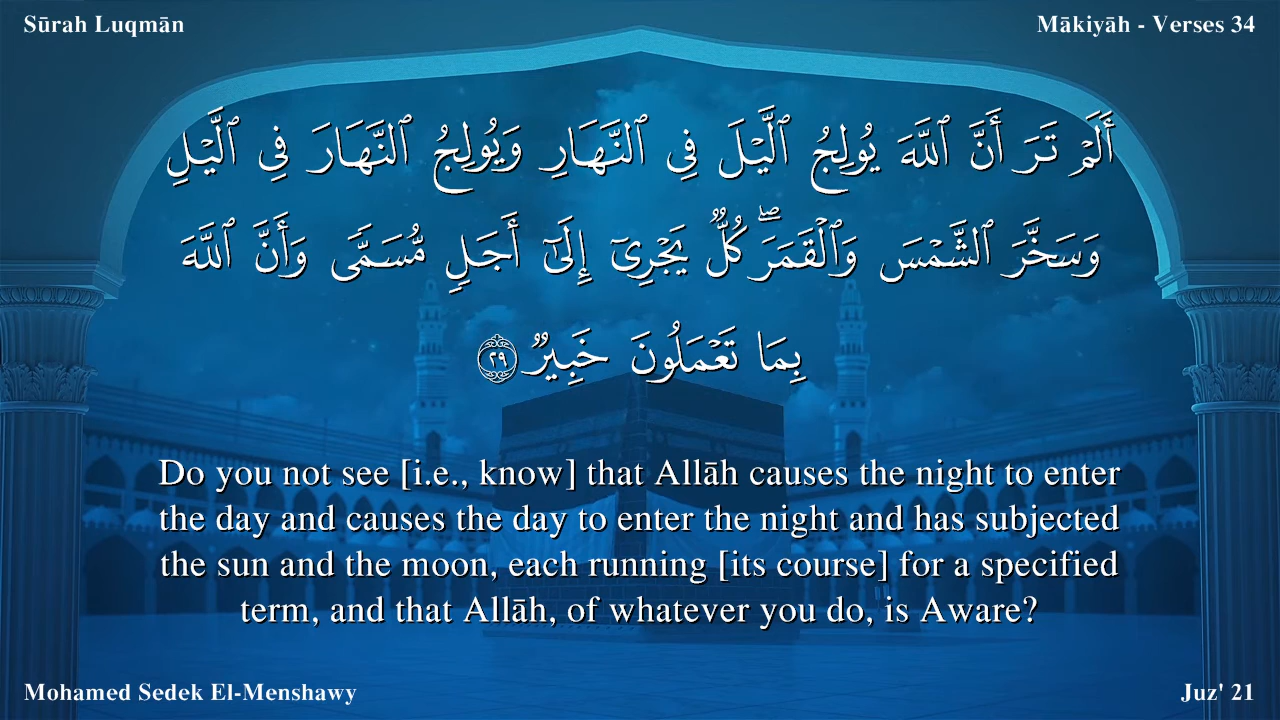 Sūrah Luqmān
Mākiyāh - Verses 34
أَلَمۡ تَرَ أَنَّ ٱللَّهَ يُولِجُ ٱلَّيۡلَ فِي ٱلنَّهَارِ وَيُولِجُ ٱلنَّهَارَ فِي ٱلَّيۡلِ
وَسَخَّرَ ٱلشَّمۡسَ وَٱلۡقَمَرَۖ كُلّٞ يَجۡرِيٓ إِلَىٰٓ أَجَلٖ مُّسَمّٗى وَأَنَّ ٱللَّهَ
بِمَا تَعۡمَلُونَ خَبِيرٞ ٢٩
Do you not see [i.e., know] that Allāh causes the night to enter
the day and causes the day to enter the night and has subjected
the sun and the moon, each running [its course] for a specified
term, and that Allāh, of whatever you do, is Aware?
Mohamed Sedek El-Menshawy
Juz' 21